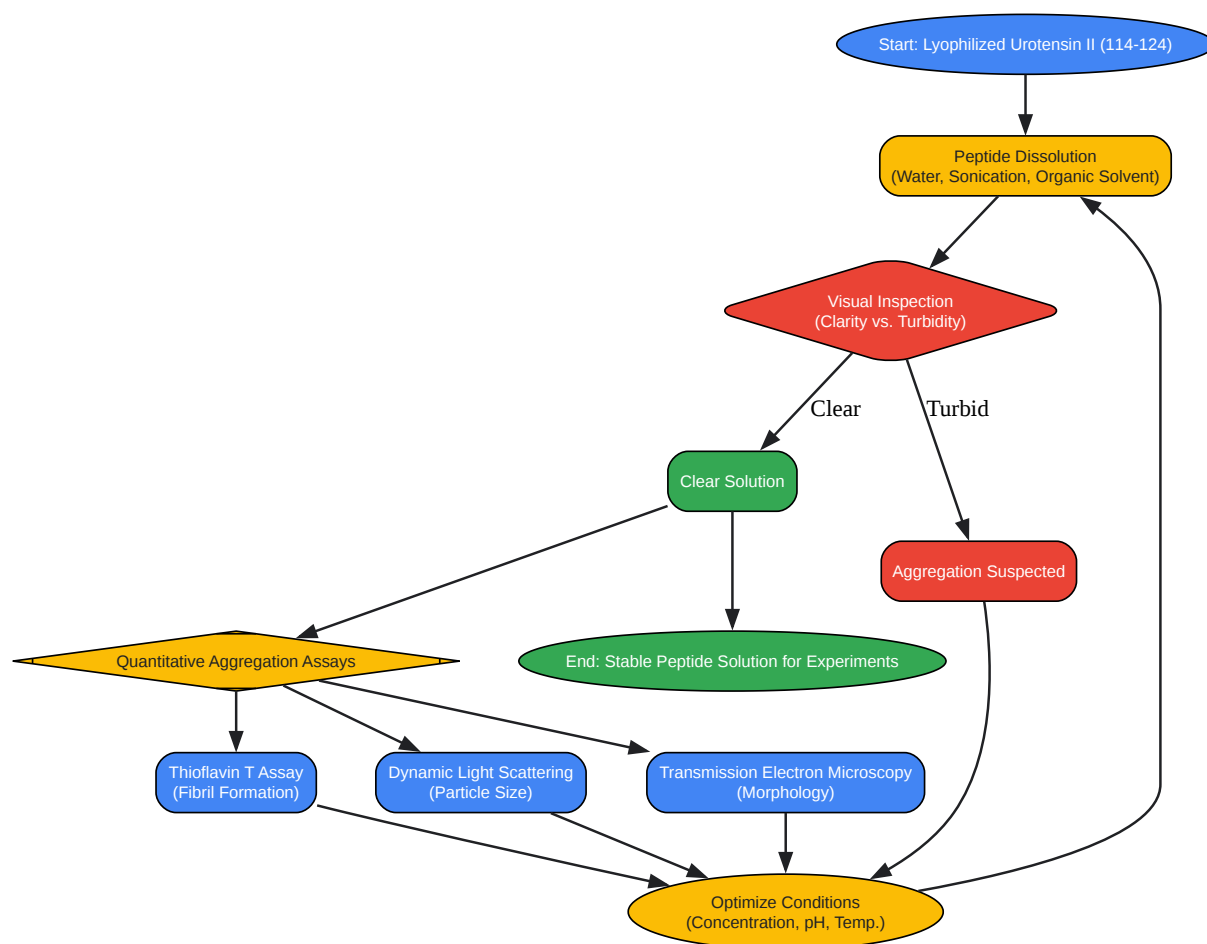 Start: Lyophilized Urotensin II (114-124)
Peptide Dissolution
(Water, Sonication, Organic Solvent)
Visual Inspection
(Clarity vs. Turbidity)
Clear
Turbid
Clear Solution
Aggregation Suspected
Quantitative Aggregation Assays
End: Stable Peptide Solution for Experiments
Thioflavin T Assay
(Fibril Formation)
Dynamic Light Scattering
(Particle Size)
Transmission Electron Microscopy
(Morphology)
Optimize Conditions
(Concentration, pH, Temp.)